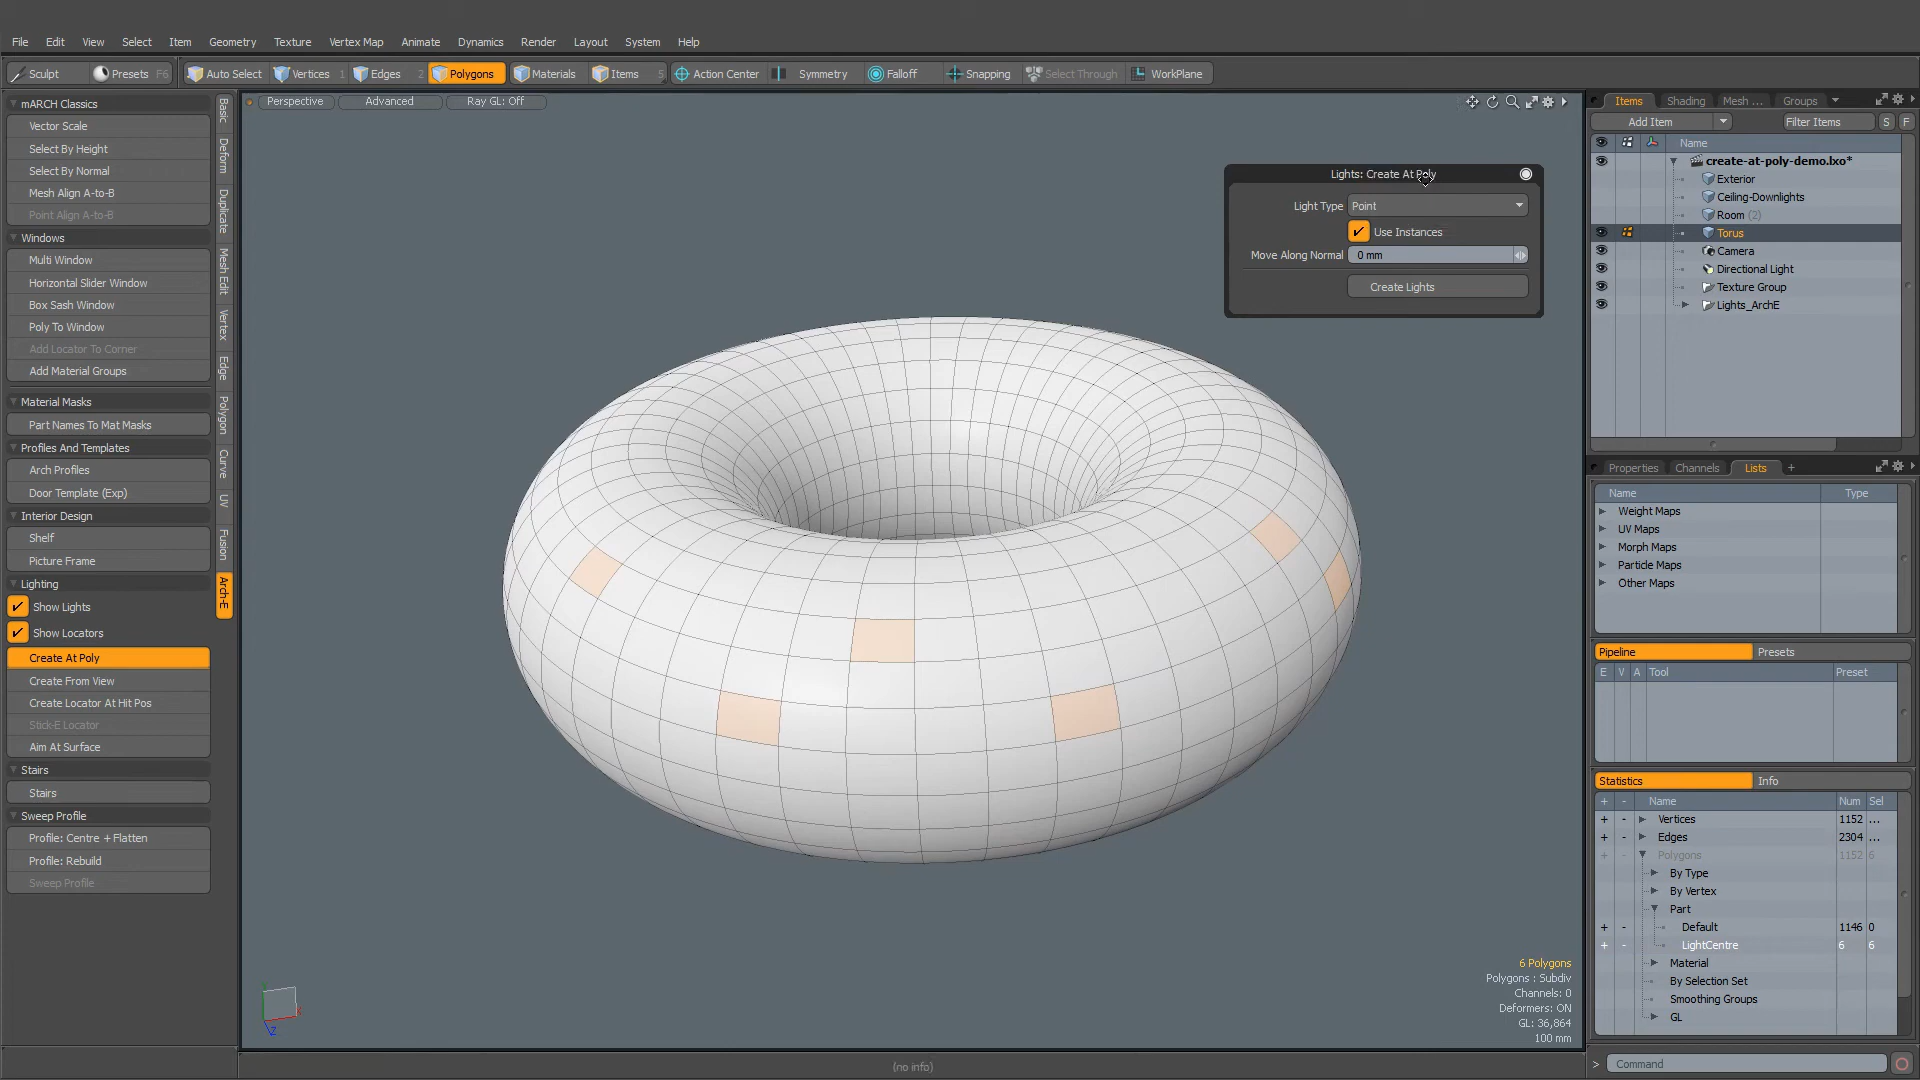 File Edit View Select Item Geometry Texture Vertex Map Animate Dynamics Render Layout System Help
Sculpt Presets F6 Auto Select Vertices 1 Edges 2 Polygons Materials Items 5 Action Center Symmetry Falloff Snapping Select Through WorkPlane
mARCH Classics
Vector Scale
Select By Height
Select By Normal
Mesh Align A-to-B
Point Align A-to-B
Windows
Multi Window
Horizontal Slider Window
Box Sash Window
Poly To Window
Add Locator To Corner
Add Material Groups
Material Masks
Part Names To Mat Masks
Profiles And Templates
Arch Profiles
Door Template (Exp)
Interior Design
Shelf
Picture Frame
Lighting
Show Lights
Show Locators
Create At Poly
Create From View
Create Locator At Hit Pos
Stick-E Locator
Aim At Surface
Stairs
Stairs
Sweep Profile
Profile: Centre + Flatten
Profile: Rebuild
Sweep Profile
Basic
Deform
Duplicate
Mesh Edit
Vertex
Edge
Polygon
Curve
UV
Fusion
Arch-E
Perspective Advanced Ray GL: Off
Lights: Create At Poly
Light Type Point
Use Instances
Move Along Normal 0 mm
Create Lights
6 Polygons
Polygons : Subdiv
Channels: 0
Deformers: ON
GL: 36,864
100 mm
Z
(no info)
Items Shading Mesh ... Groups
Add Item Filter Items S F
Name
create-at-poly-demo.lxo*
Exterior
Ceiling-Downlights
Room (2)
Torus
Camera
Directional Light
Texture Group
Lights_ArchE
Properties Channels Lists +
Name Type
Weight Maps
UV Maps
Morph Maps
Particle Maps
Other Maps
Pipeline Presets
E V A Tool Preset
Statistics Info
+ - Name Num Sel
+ - Vertices 1152 ...
+ - Edges 2304 ...
+ - Polygons 1152 6
By Type
By Vertex
Part
+ - Default 1146 0
+ - LightCentre 6 6
Material
By Selection Set
Smoothing Groups
GL
> Command